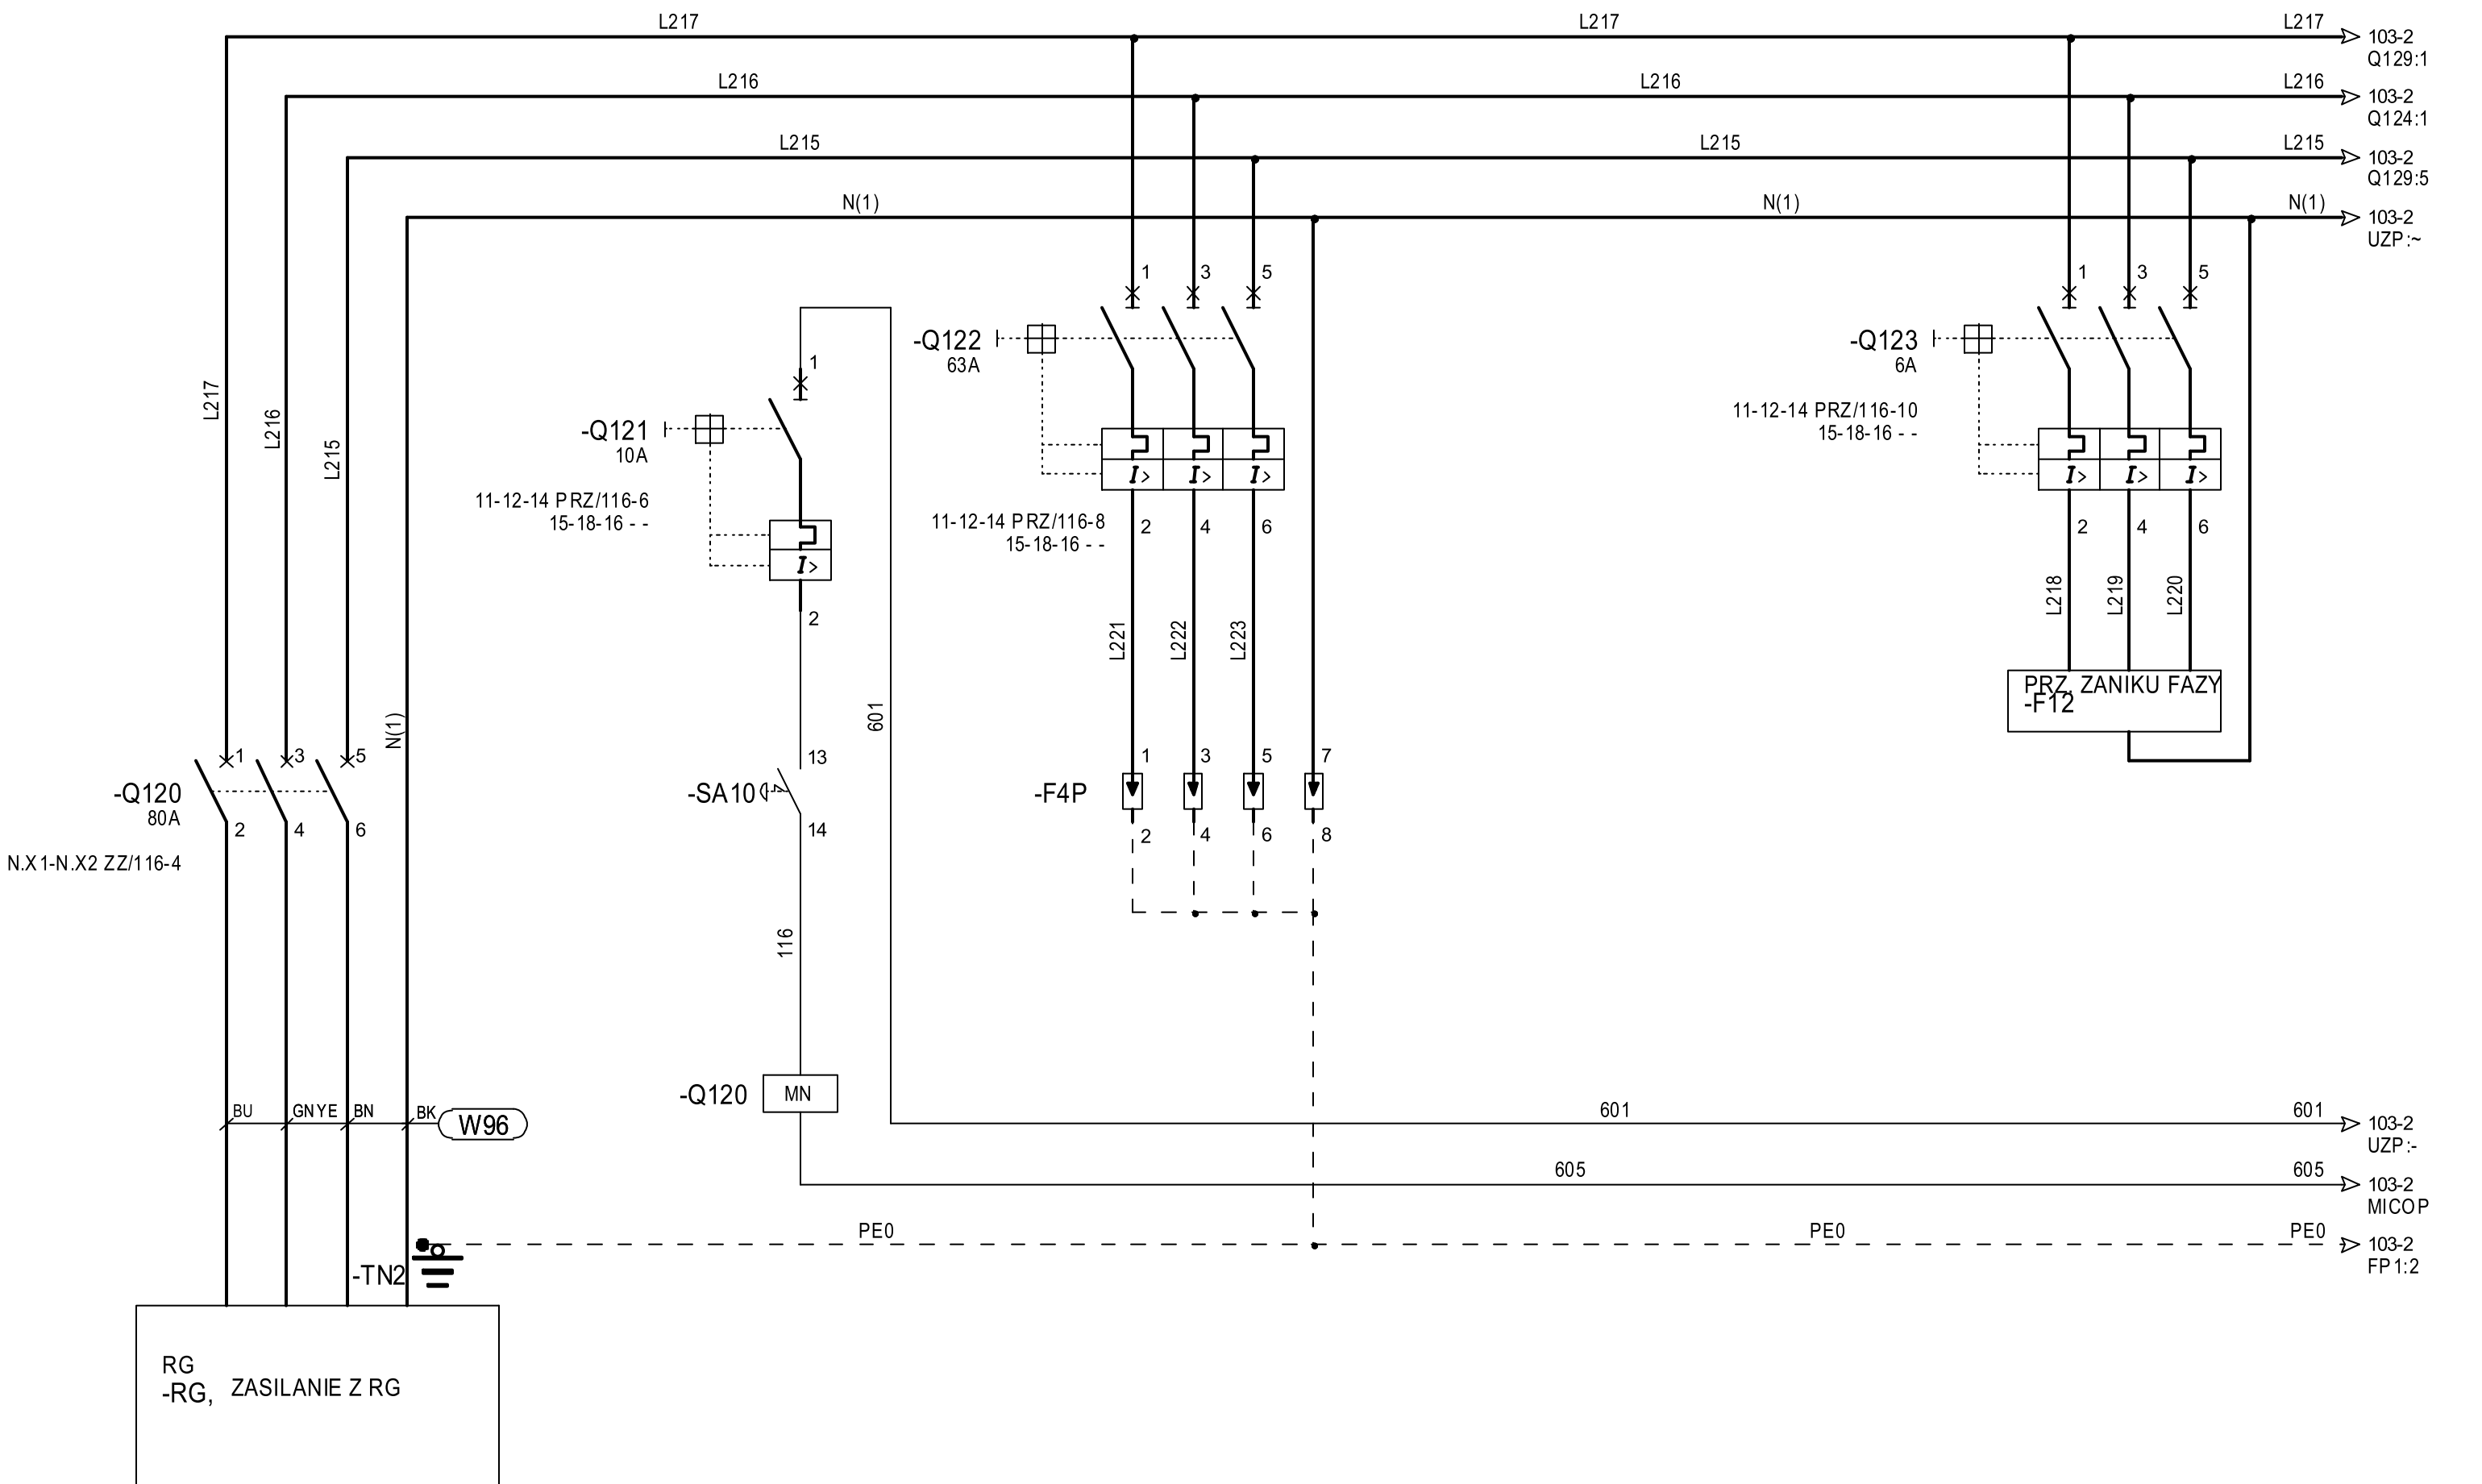 L217 L217 L217
103-2
Q129:1
L216 L216 L216
103-2
Q124:1
L215 L215 L215
103-2
Q129:5
N(1) N(1) N(1)
103-2
UZP:~
L217
L216
L215
N(1)
-Q120
80A
1 3 5
2 4 6
N.X1-N.X2 ZZ/116-4
BU GNYE BN BK W96
-TN2
RG
-RG, ZASILANIE Z RG
-Q121
10A
11-12-14 PRZ/116-6
15-18-16 - -
1
I>
2
601
13
-SA10
14
116
-Q120 MN
-Q122
63A
11-12-14 PRZ/116-8
15-18-16 - -
1 3 5
I> I> I>
2 4 6
L221 L222 L223
-F4P
1 3 5 7
2 4 6 8
-Q123
6A
11-12-14 PRZ/116-10
15-18-16 - -
1 3 5
I> I> I>
2 4 6
L218 L219 L220
PRZ. ZANIKU FAZY
-F12
601 601
103-2
UZP:-
605 605
103-2
MICOP
PE0 PE0 PE0
103-2
FP1:2